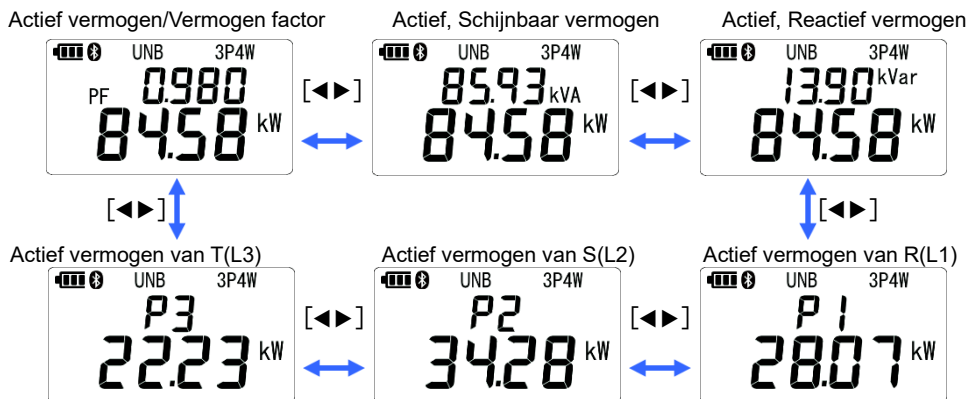 Actief vermogen/Vermogen factor
UNB 3P4W
PF 0.980
84.58 kW
[◀▶]
Actief, Schijnbaar vermogen
UNB 3P4W
85.93 kVA
84.58 kW
[◀▶]
Actief, Reactief vermogen
UNB 3P4W
13.90 kVar
84.58 kW
[◀▶]
[◀▶]
Actief vermogen van T(L3)
UNB 3P4W
P3
22.23 kW
[◀▶]
Actief vermogen van S(L2)
UNB 3P4W
P2
34.28 kW
[◀▶]
Actief vermogen van R(L1)
UNB 3P4W
P1
28.07 kW